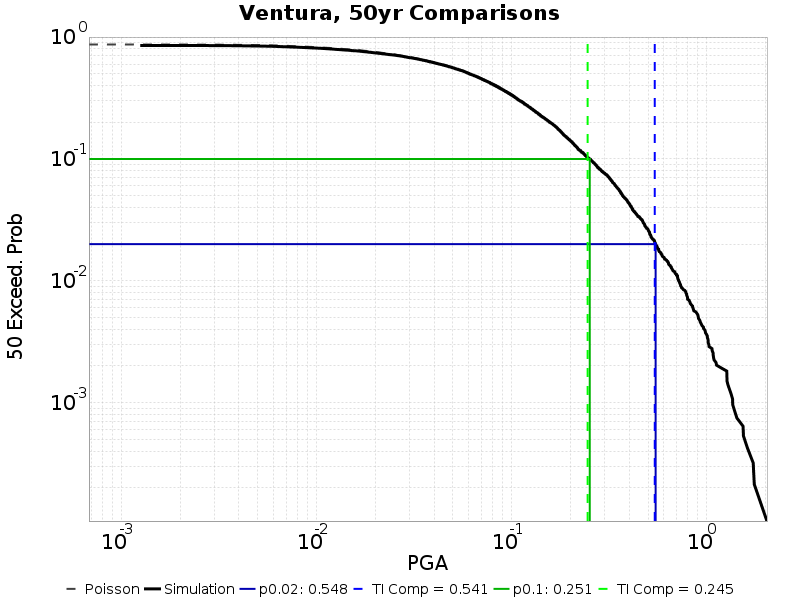 Ventura, 50yr Comparisons
50 Exceed. Prob
10^0
10^-1
10^-2
10^-3
10^-3 10^-2 10^-1 10^0
PGA
Poisson Simulation p0.02: 0.548 TI Comp = 0.541 p0.1: 0.251 TI Comp = 0.245